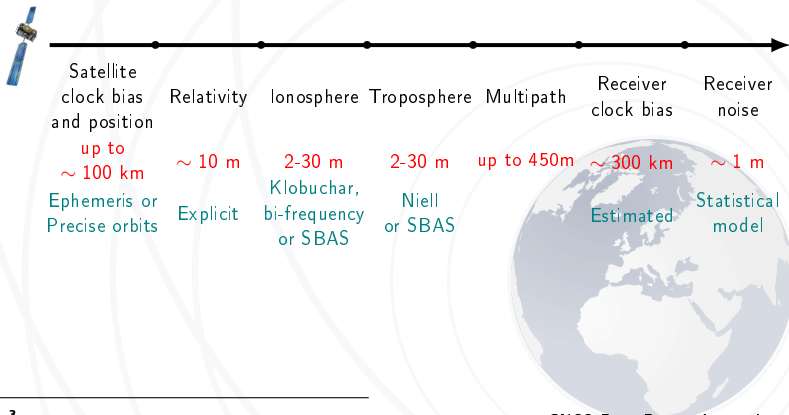 Satellite
clock bias
and position
up to
~ 100 km
Ephemeris or
Precise orbits
Relativity
~ 10 m
Explicit
Ionosphere
2-30 m
Klobuchar,
bi-frequency
or SBAS
Troposphere
2-30 m
Niell
or SBAS
Multipath
up to 450m
Receiver
clock bias
~ 300 km
Estimated
Receiver
noise
~ 1 m
Statistical
model
3